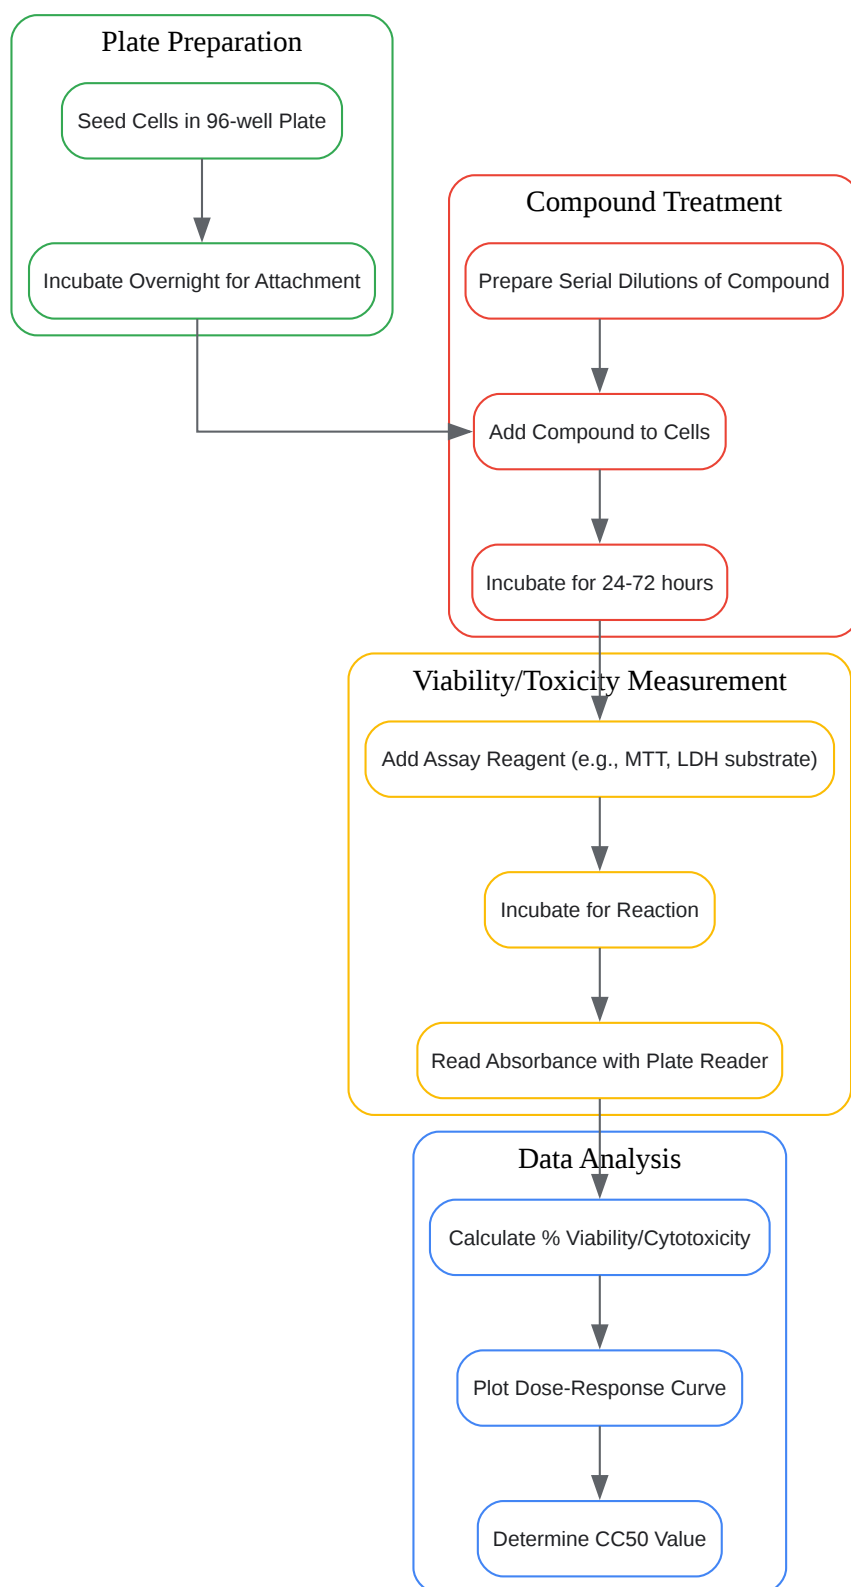 Plate Preparation
Seed Cells in 96-well Plate
Incubate Overnight for Attachment
Compound Treatment
Prepare Serial Dilutions of Compound
Add Compound to Cells
Incubate for 24-72 hours
Viability/Toxicity Measurement
Add Assay Reagent (e.g., MTT, LDH substrate)
Incubate for Reaction
Read Absorbance with Plate Reader
Data Analysis
Calculate % Viability/Cytotoxicity
Plot Dose-Response Curve
Determine CC50 Value